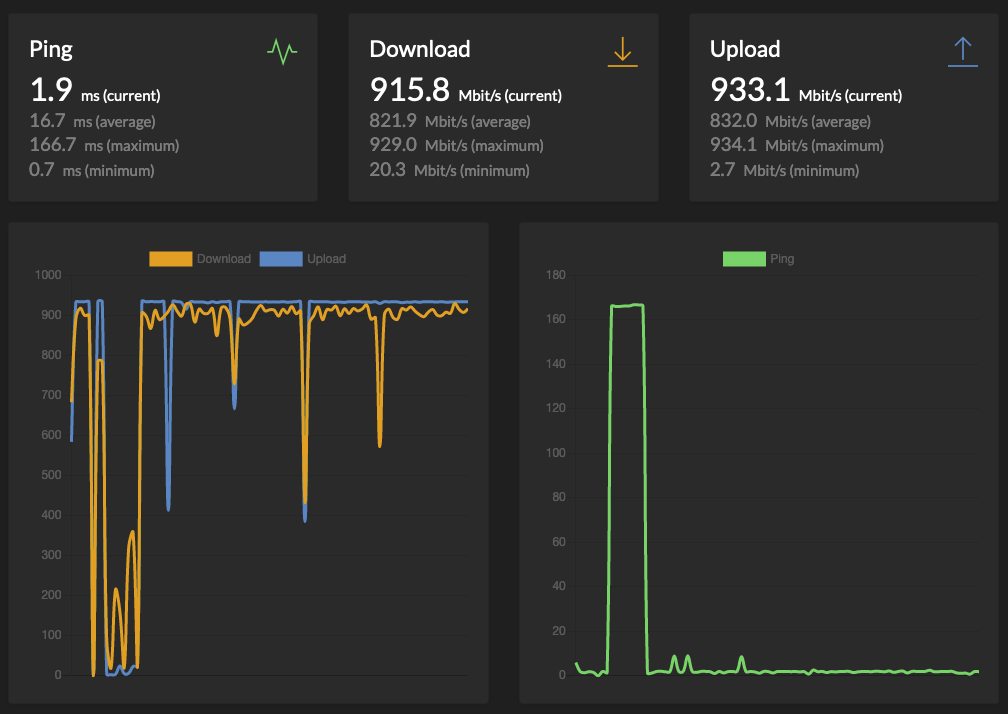 Ping
1.9 ms (current)
16.7 ms (average)
166.7 ms (maximum)
0.7 ms (minimum)
Download
915.8 Mbit/s (current)
821.9 Mbit/s (average)
929.0 Mbit/s (maximum)
20.3 Mbit/s (minimum)
Upload
933.1 Mbit/s (current)
832.0 Mbit/s (average)
934.1 Mbit/s (maximum)
2.7 Mbit/s (minimum)
Download Upload
1000
900
800
700
600
500
400
300
200
100
0
Ping
180
160
140
120
100
80
60
40
20
0